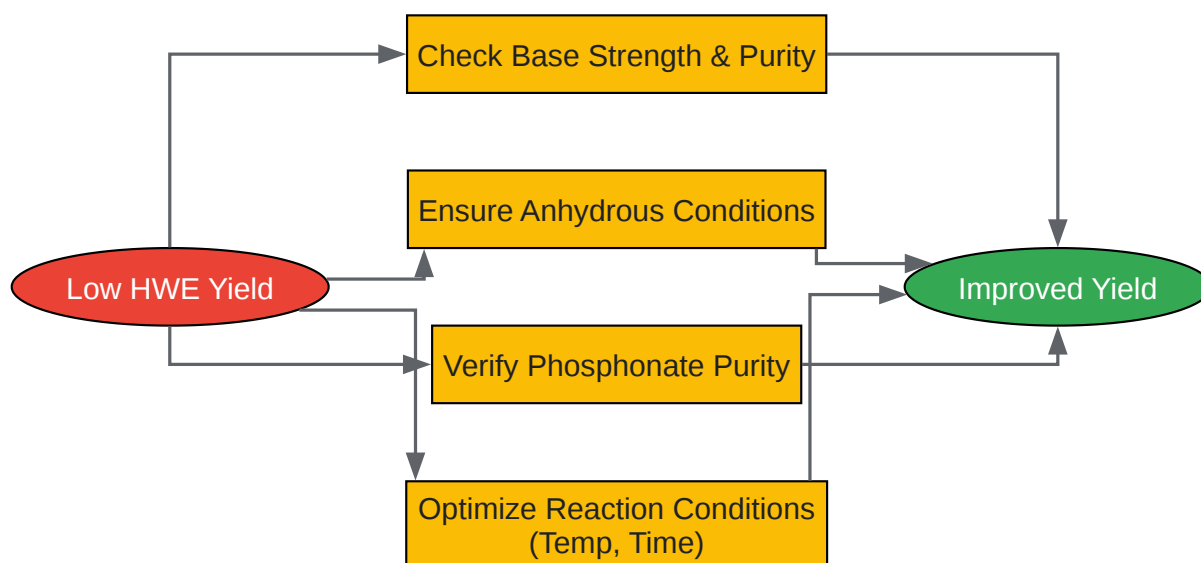 Check Base Strength & Purity
Ensure Anhydrous Conditions
Low HWE Yield
Improved Yield
Verify Phosphonate Purity
Optimize Reaction Conditions
(Temp, Time)